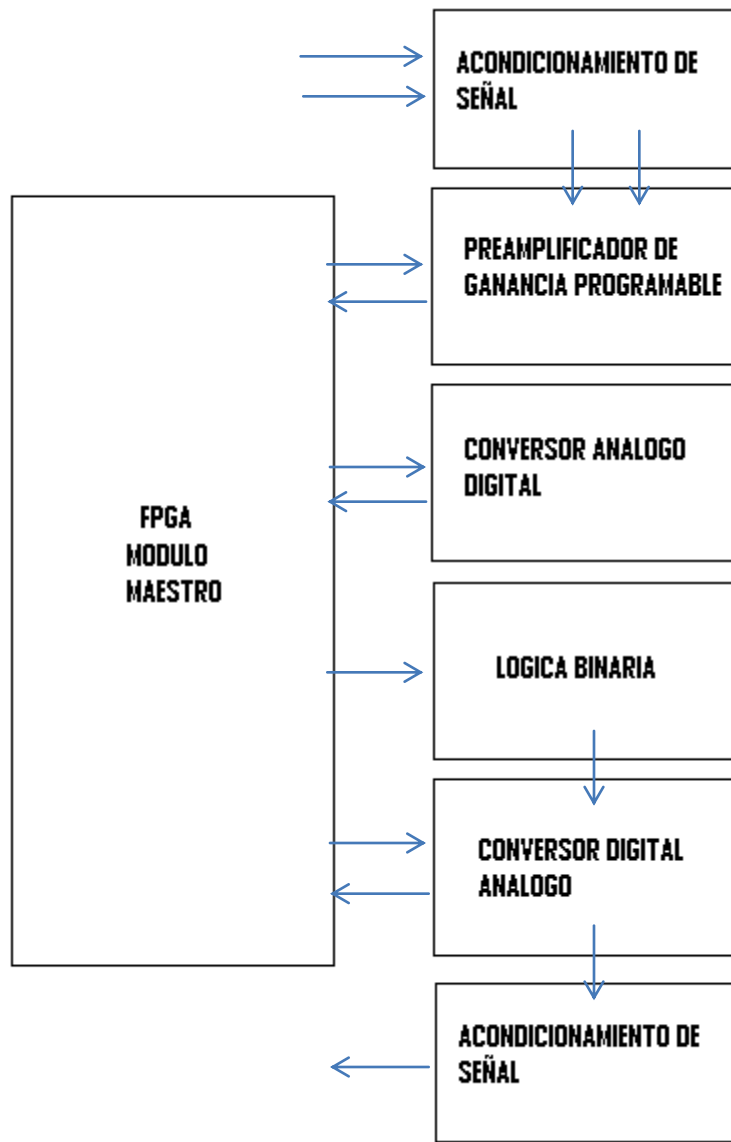 ACONDICIONAMIENTO DE
SEÑAL
PREAMPLIFICADOR DE
GANANCIA PROGRAMABLE
CONVERSOR ANALOGO
DIGITAL
FPGA
MODULO
MAESTRO
LOGICA BINARIA
CONVERSOR DIGITAL
ANALOGO
ACONDICIONAMIENTO DE
SEÑAL